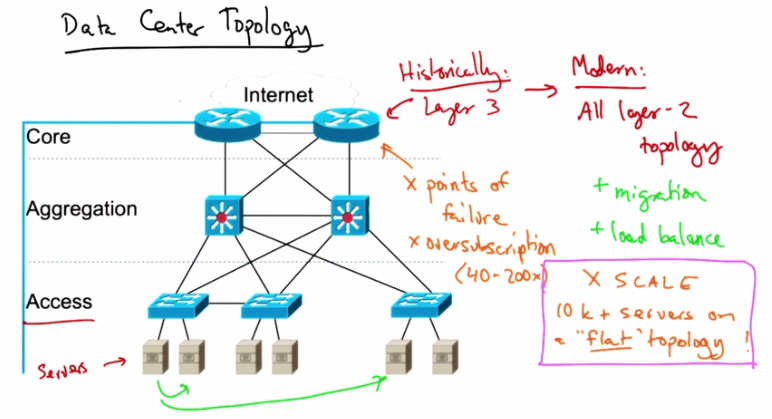 Data Center Topology
Internet
Core
Aggregation
Access
Servers
Historically:
Layer 3
Modern:
All layer-2
topology
+ migration
+ load balance
x points of
failure
x oversubscription
(40-200x)
X SCALE
10k+ servers on
a "flat" topology!